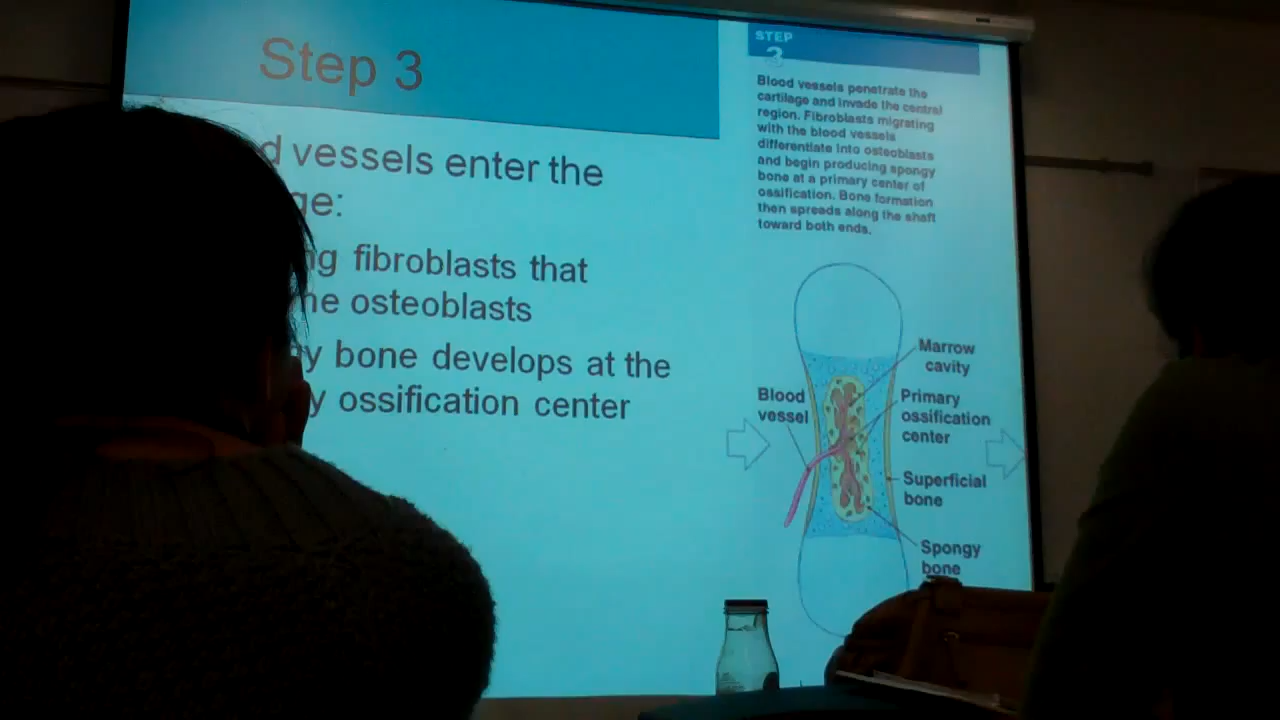 Step 3
d vessels enter the
ge:
ng fibroblasts that
me osteoblasts
y bone develops at the
y ossification center
STEP
3
Blood vessels penetrate the
cartilage and invade the central
region. Fibroblasts migrating
with the blood vessels
differentiate into osteoblasts
and begin producing spongy
bone at a primary center of
ossification. Bone formation
then spreads along the shaft
toward both ends.
Marrow
cavity
Blood
vessel
Primary
ossification
center
Superficial
bone
Spongy
bone